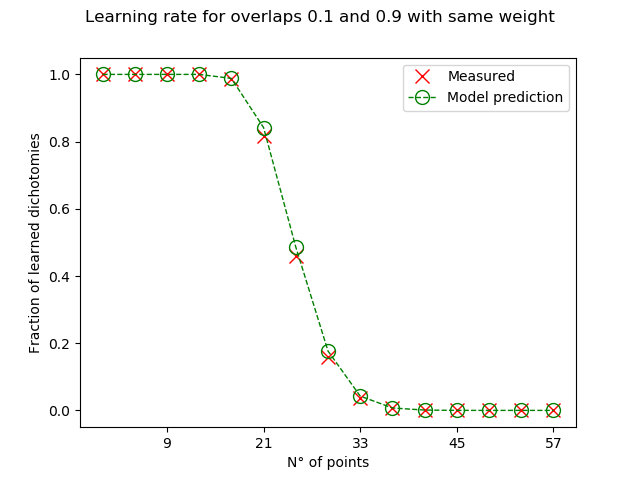 Learning rate for overlaps 0.1 and 0.9 with same weight
Measured
Model prediction
1.0
0.8
0.6
0.4
0.2
0.0
Fraction of learned dichotomies
9
21
33
45
57
N° of points